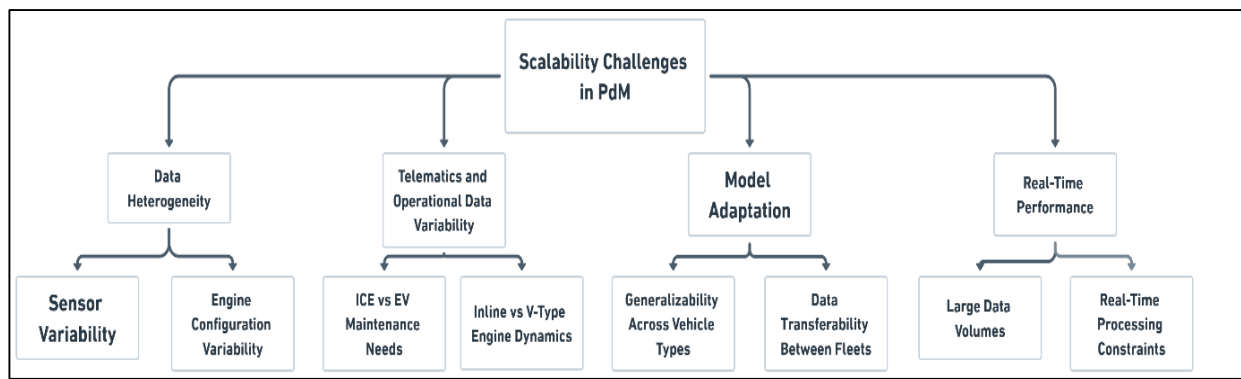 Scalability Challenges
in PdM
Data
Heterogeneity
Telematics and
Operational Data
Variability
Model
Adaptation
Real-Time
Performance
Sensor
Variability
Engine
Configuration
Variability
ICE vs EV
Maintenance
Needs
Inline vs V-Type
Engine Dynamics
Generalizability
Across Vehicle
Types
Data
Transferability
Between Fleets
Large Data
Volumes
Real-Time
Processing
Constraints